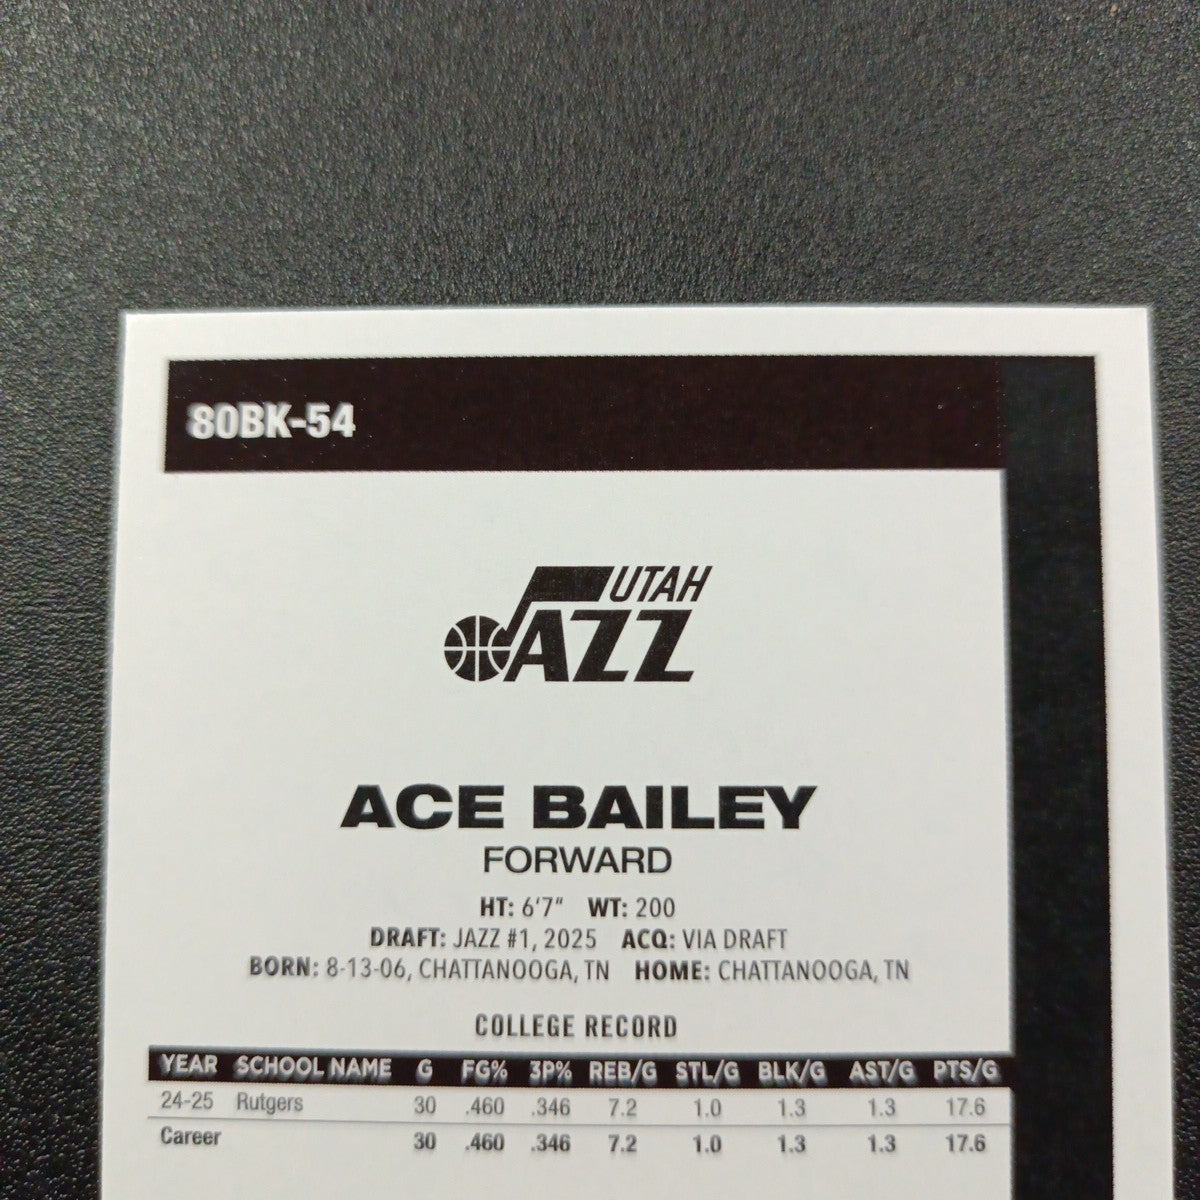 80BK-54
UTAH
JAZZ
ACE BAILEY
FORWARD
HT: 6'7" WT: 200
DRAFT: JAZZ #1, 2025 ACQ: VIA DRAFT
BORN: 8-13-06, CHATTANOOGA, TN HOME: CHATTANOOGA, TN
COLLEGE RECORD
YEAR SCHOOL NAME G FG% 3P% REB/G STL/G BLK/G AST/G PTS/G
24-25 Rutgers 30 .460 .346 7.2 1.0 1.3 1.3 17.6
Career 30 .460 .346 7.2 1.0 1.3 1.3 17.6